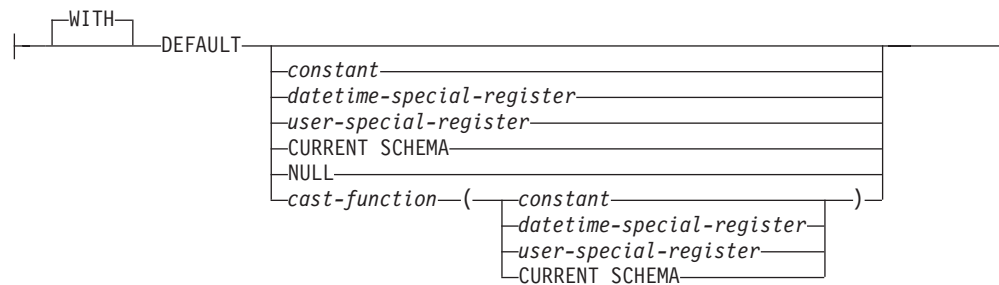 WITH
DEFAULT
constant
datetime-special-register
user-special-register
CURRENT SCHEMA
NULL
cast-function ( constant )
datetime-special-register
user-special-register
CURRENT SCHEMA